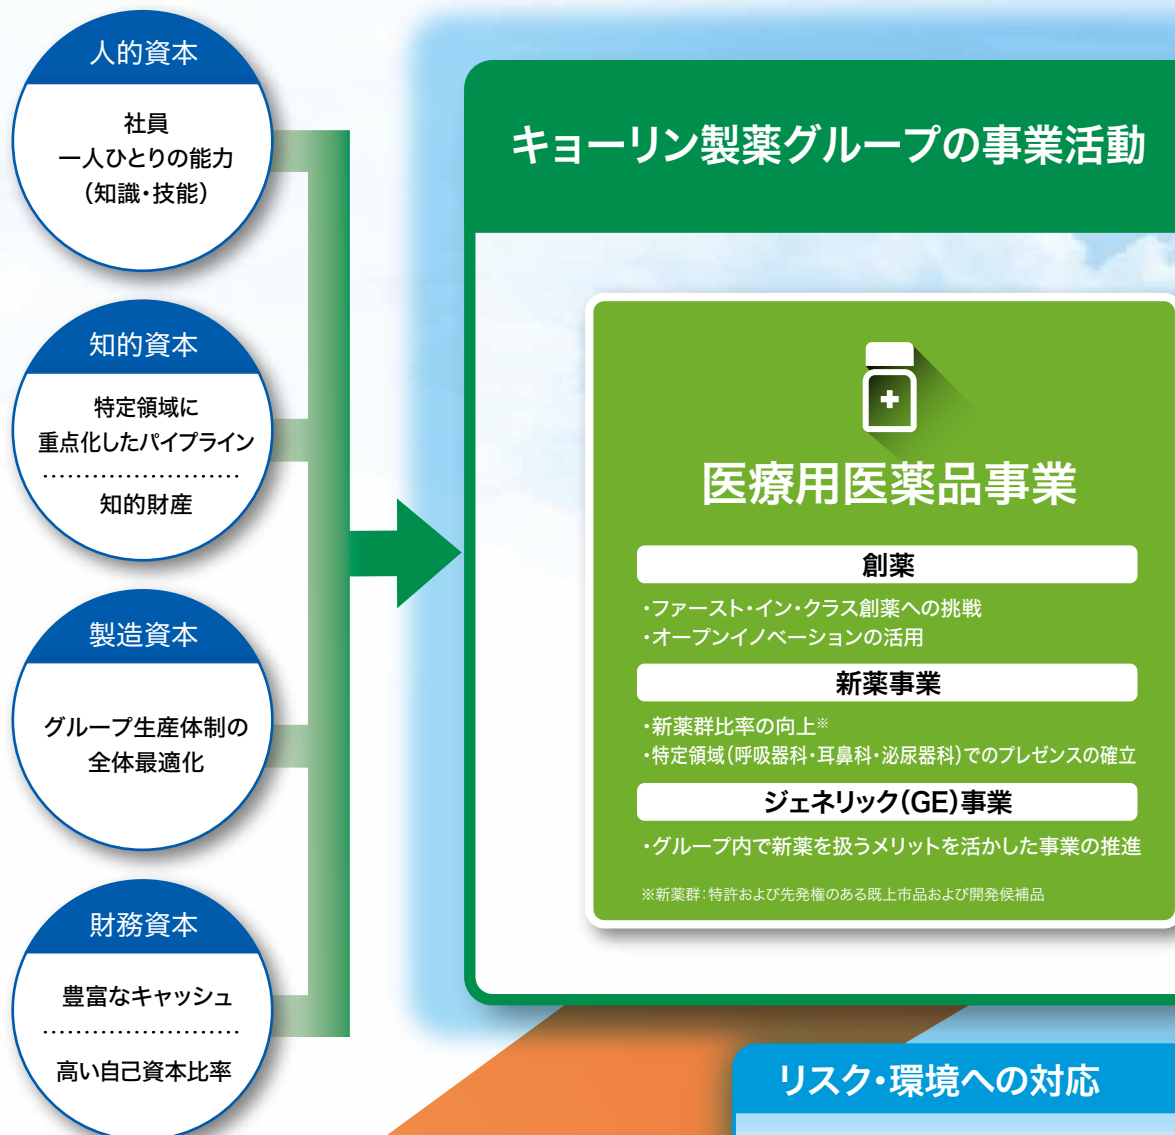 人的資本
社員
一人ひとりの能力
(知識・技能)
知的資本
特定領域に
重点化したパイプライン
知的財産
製造資本
グループ生産体制の
全体最適化
財務資本
豊富なキャッシュ
高い自己資本比率
キョーリン製薬グループの事業活動
医療用医薬品事業
創薬
・ファースト・イン・クラス創薬への挑戦
・オープンイノベーションの活用
新薬事業
・新薬群比率の向上※
・特定領域(呼吸器科・耳鼻科・泌尿器科)でのプレゼンスの確立
ジェネリック(GE)事業
・グループ内で新薬を扱うメリットを活かした事業の推進
※新薬群:特許および先発権のある既上市品および開発候補品
リスク・環境への対応